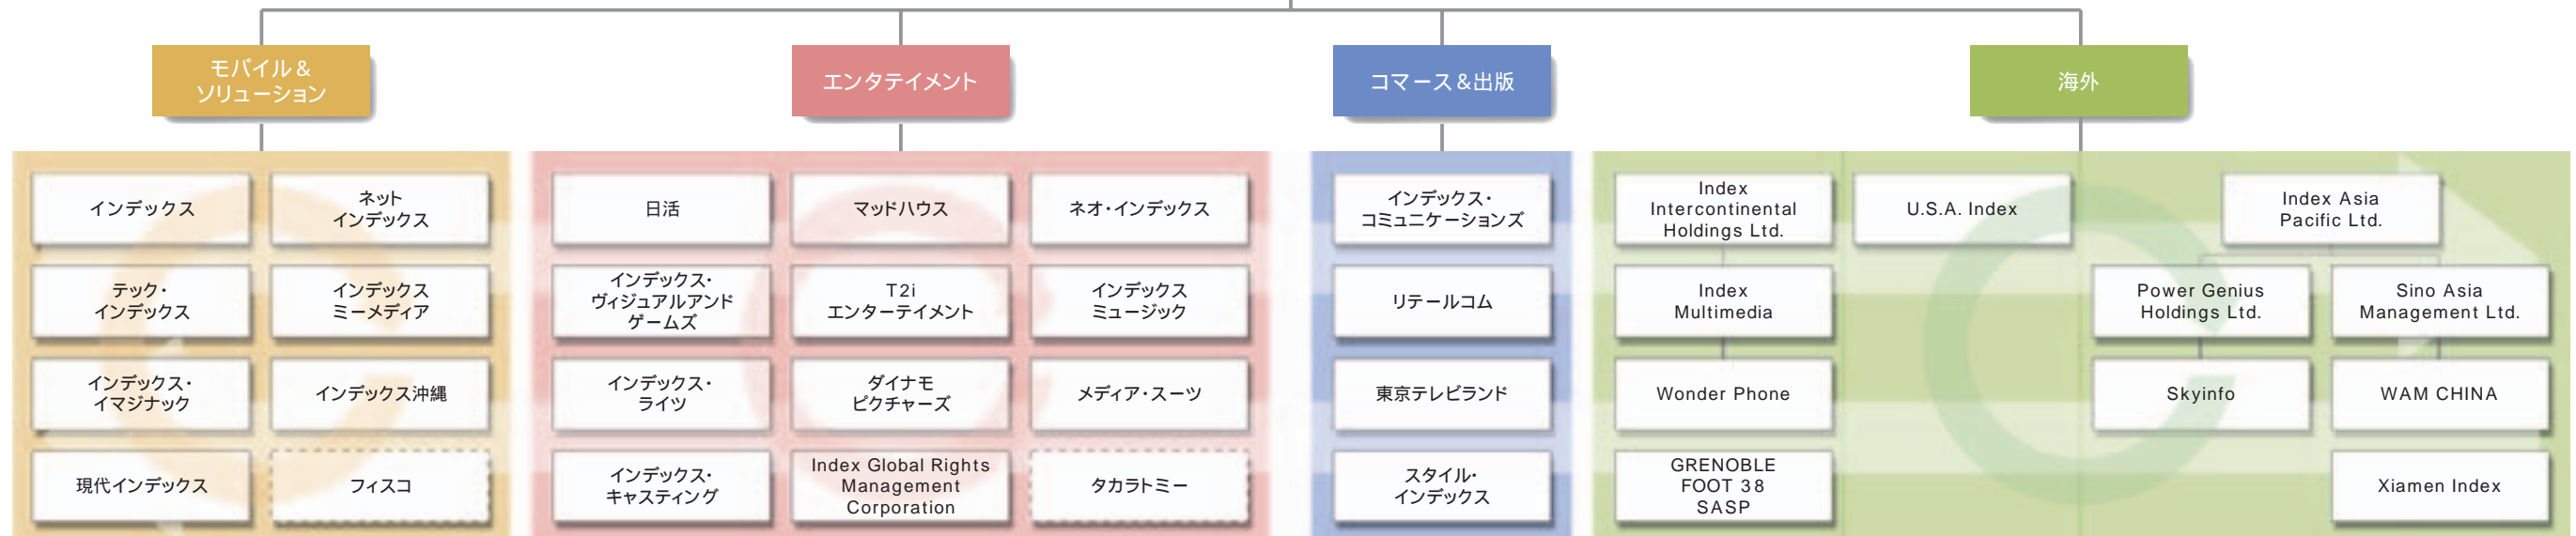 モバイル＆
ソリューション
エンタテイメント
コマース＆出版
海外
インデックス
ネット
インデックス
テック・
インデックス
インデックス
ミーメディア
インデックス・
イマジナック
インデックス沖縄
現代インデックス
フィスコ
日活
マッドハウス
ネオ・インデックス
インデックス・
ヴィジュアルアンド
ゲームズ
T2i
エンターテイメント
インデックス
ミュージック
インデックス・
ライツ
ダイナモ
ピクチャーズ
メディア・スーツ
インデックス・
キャスティング
Index Global Rights
Management
Corporation
タカラトミー
インデックス・
コミュニケーションズ
リテールコム
東京テレビランド
スタイル・
インデックス
Index
Intercontinental
Holdings Ltd.
U.S.A. Index
Index Asia
Pacific Ltd.
Index
Multimedia
Power Genius
Holdings Ltd.
Sino Asia
Management Ltd.
Wonder Phone
Skyinfo
WAM CHINA
GRENOBLE
FOOT 38
SASP
Xiamen Index